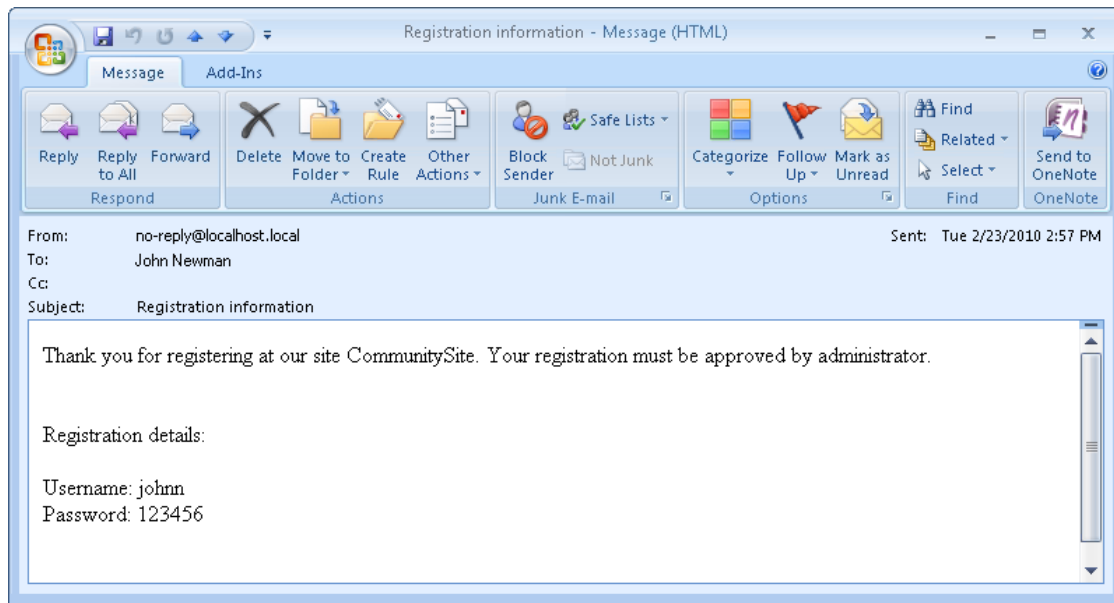 Registration information - Message (HTML)
Message Add-Ins
Reply Reply to All Forward
Delete Move to Folder Create Rule Other Actions
Block Sender Safe Lists Not Junk
Categorize Follow Up Mark as Unread
Find Related Select
Send to OneNote
Respond Actions Junk E-mail Options Find OneNote
From: no-reply@localhost.local Sent: Tue 2/23/2010 2:57 PM
To: John Newman
Cc:
Subject: Registration information
Thank you for registering at our site CommunitySite. Your registration must be approved by administrator.
Registration details:
Username: johnn
Password: 123456